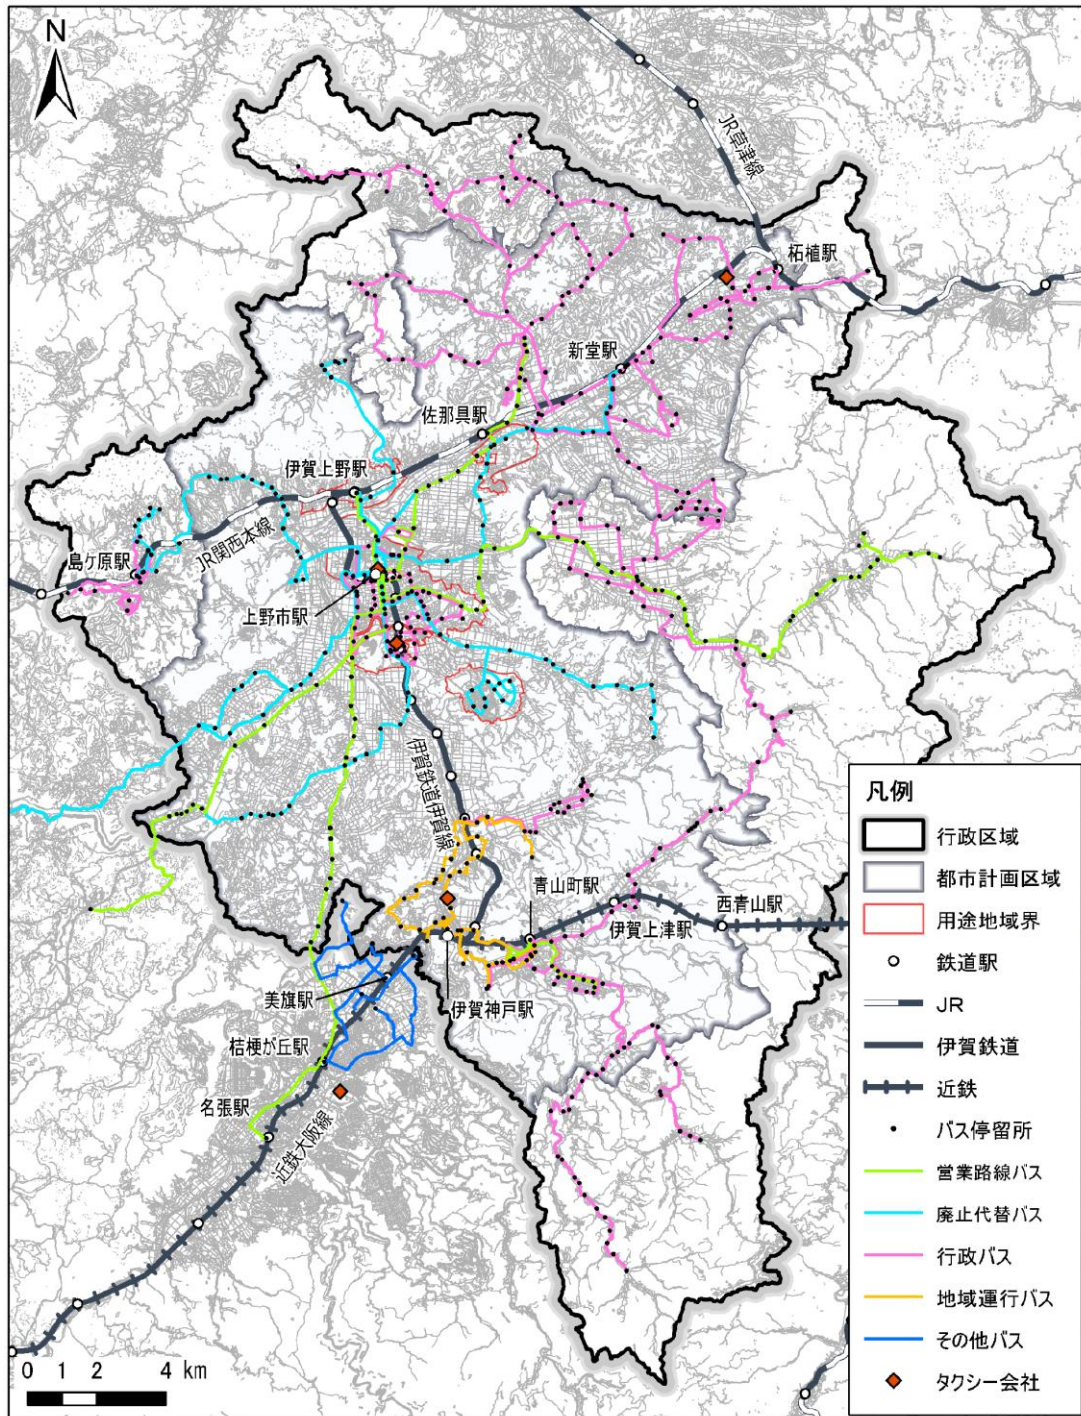 N
JR草津線
柘植駅
新堂駅
佐那具駅
伊賀上野駅
JR関西本線
島ケ原駅
上野市駅
伊賀鉄道伊賀線
青山町駅
西青山駅
伊賀上津駅
美旗駅
伊賀神戸駅
桔梗が丘駅
名張駅
近鉄大阪線
0 1 2 4 km
凡例
行政区域
都市計画区域
用途地域界
鉄道駅
JR
伊賀鉄道
近鉄
バス停留所
営業路線バス
廃止代替バス
行政バス
地域運行バス
その他バス
タクシー会社